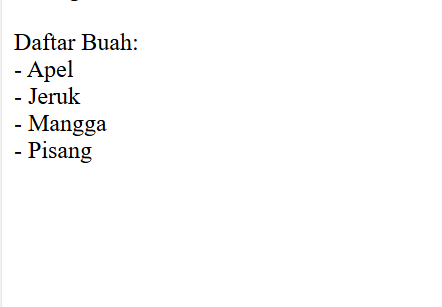 Daftar Buah:
- Apel
- Jeruk
- Mangga
- Pisang